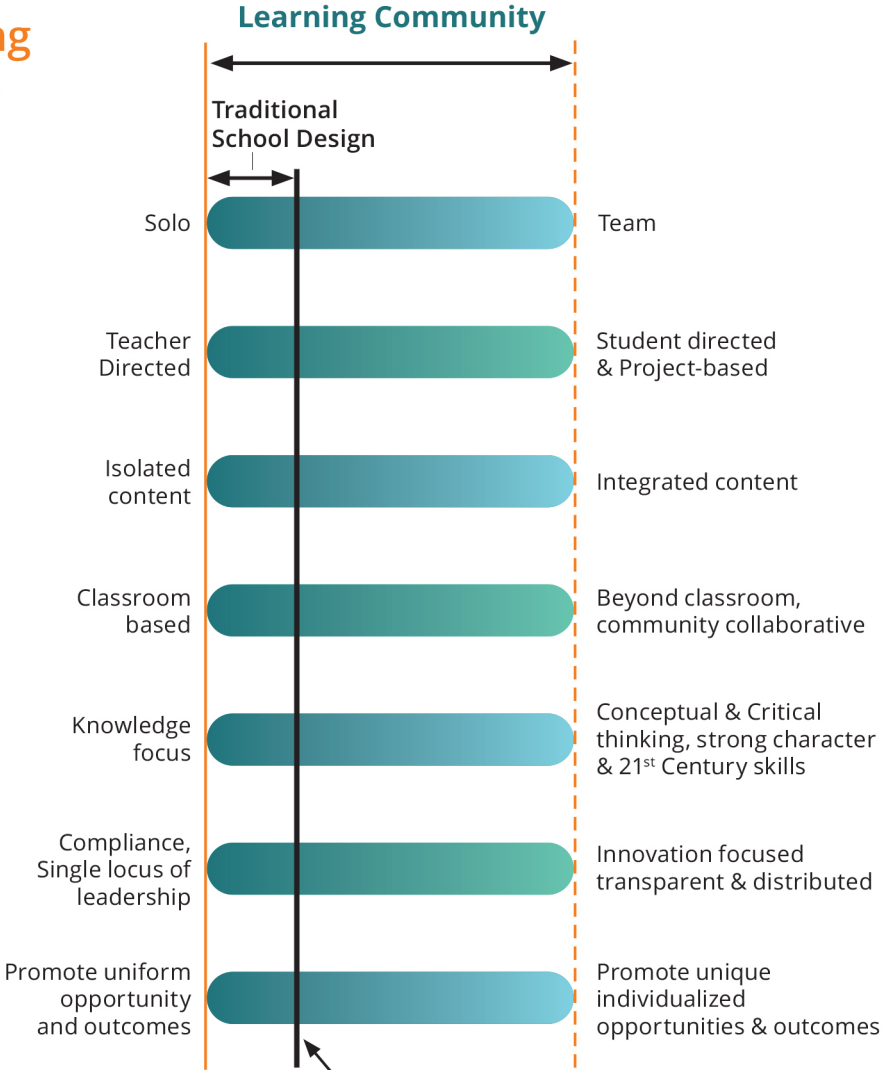 Learning Community
Traditional
School Design
Solo
Team
Teacher
Directed
Student directed
& Project-based
Isolated
content
Integrated content
Classroom
based
Beyond classroom,
community collaborative
Knowledge
focus
Conceptual & Critical
thinking, strong character
& 21st Century skills
Compliance,
Single locus of
leadership
Innovation focused
transparent & distributed
Promote uniform
opportunity
and outcomes
Promote unique
individualized
opportunities & outcomes